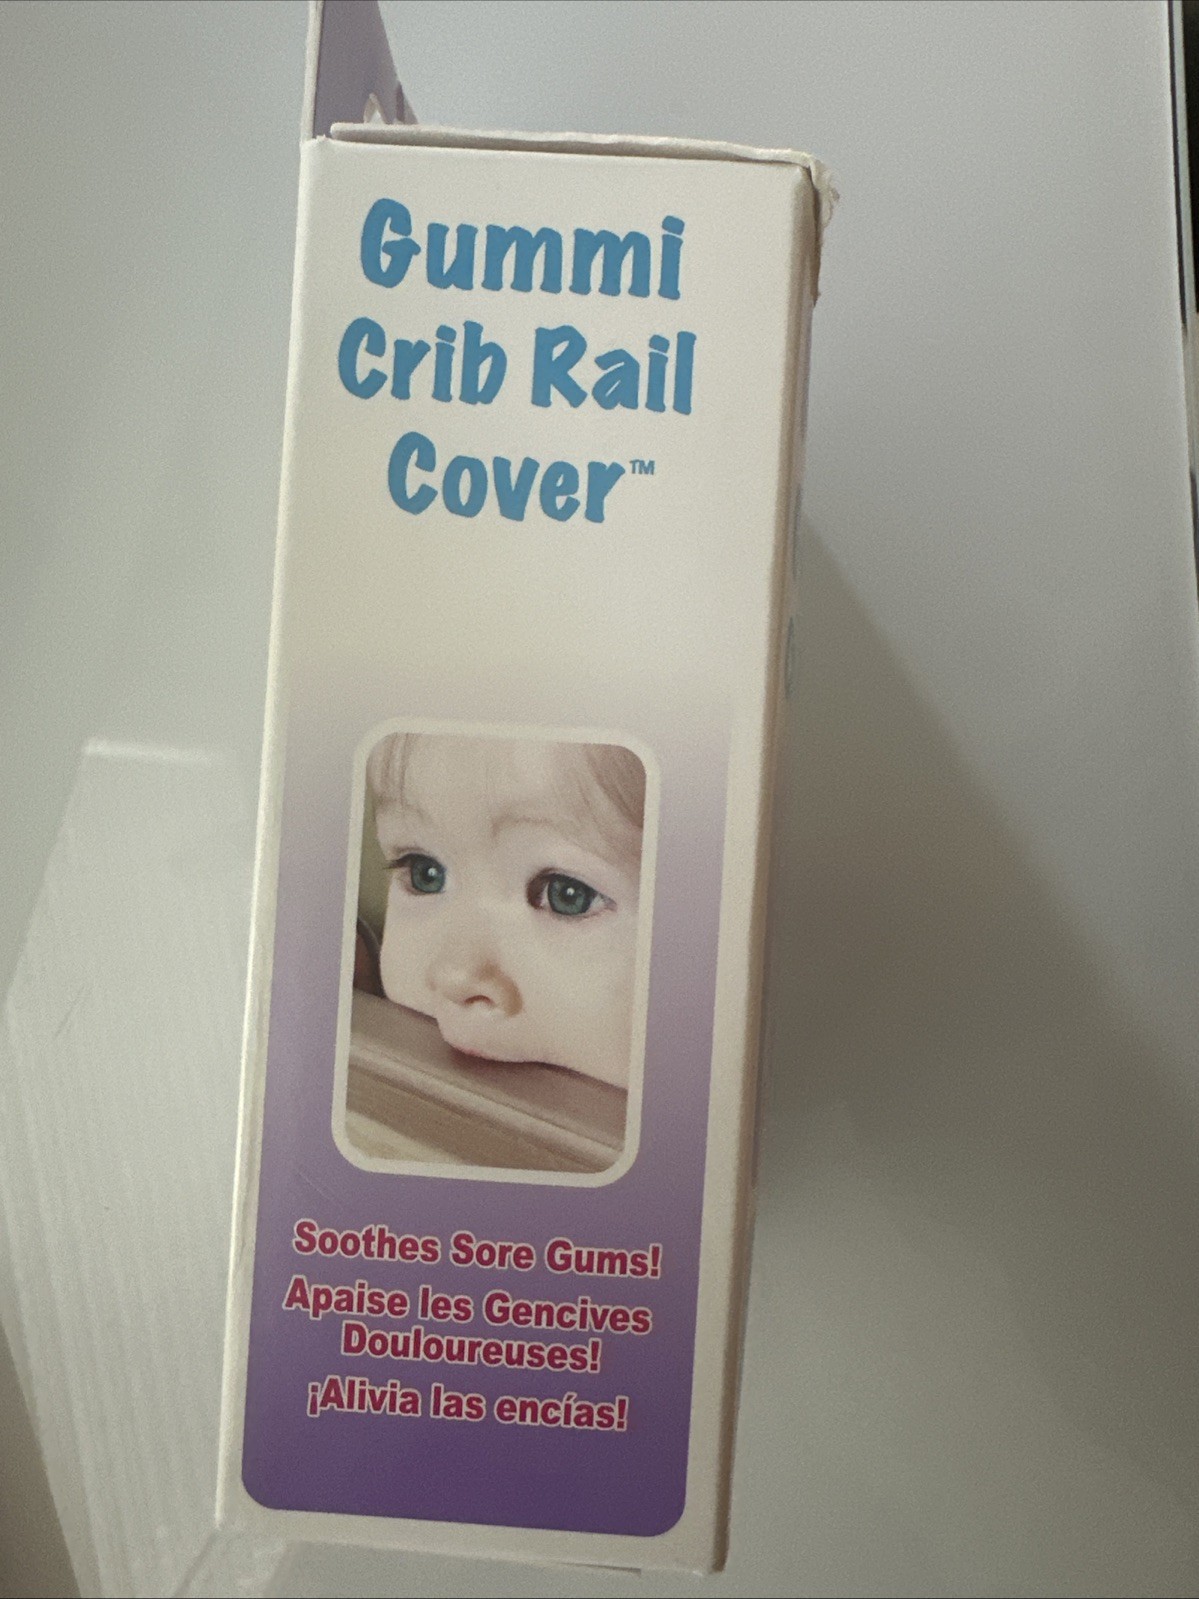 Gummi
Crib Rail
Cover™
Soothes Sore Gums!
Apaise les Gencives
Douloureuses!
¡Alivia las encías!